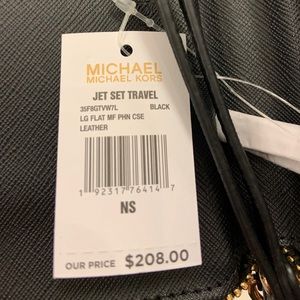 MICHAEL
MICHAEL KORS
JET SET TRAVEL
35F8GTVW7L BLACK
LG FLAT MF PHN CSE
LEATHER
1 92317 76414 7
NS
OUR PRICE $208.00